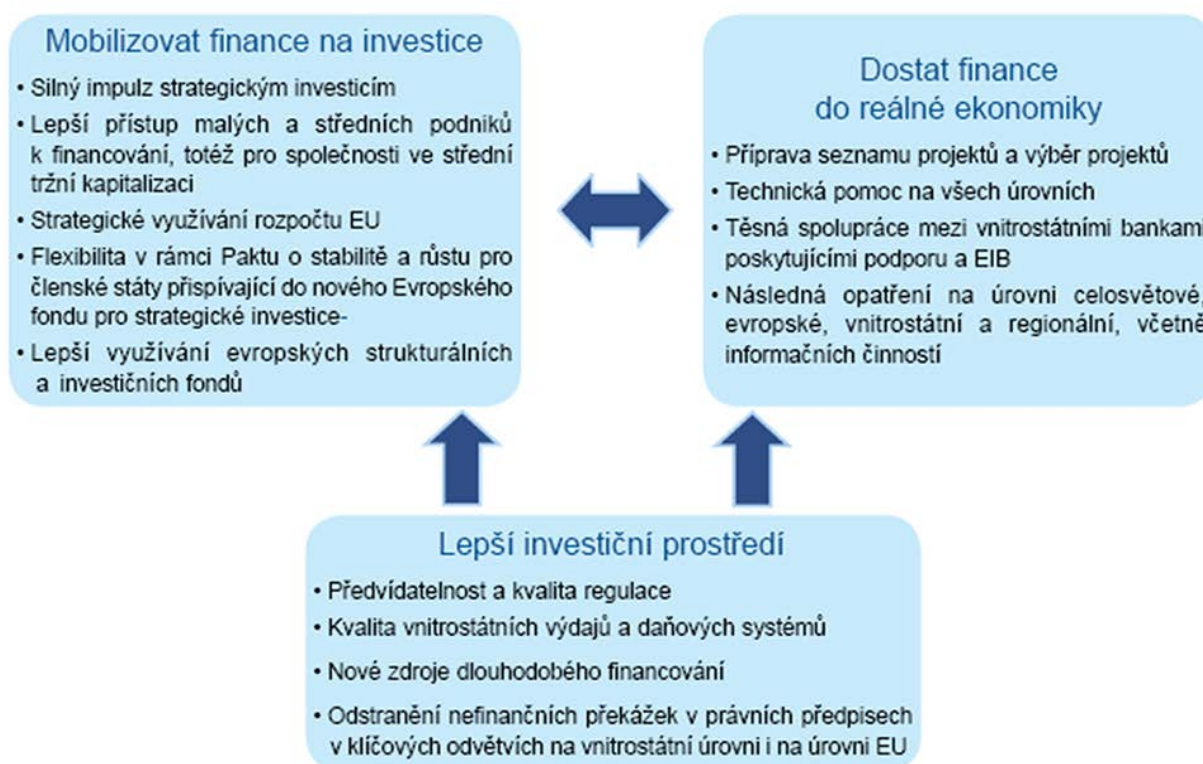 Mobilizovat finance na investice
• Silný impulz strategickým investicím
• Lepší přístup malých a středních podniků
k financování, totéž pro společnosti ve střední
tržní kapitalizaci
• Strategické využívání rozpočtu EU
• Flexibilita v rámci Paktu o stabilitě a růstu pro
členské státy přispívající do nového Evropského
fondu pro strategické investice-
• Lepší využívání evropských strukturálních
a investičních fondů
Dostat finance
do reálné ekonomiky
• Příprava seznamu projektů a výběr projektů
• Technická pomoc na všech úrovních
• Těsná spolupráce mezi vnitrostátními bankami
poskytujícími podporu a EIB
• Následná opatření na úrovni celosvětové,
evropské, vnitrostátní a regionální, včetně
informačních činností
Lepší investiční prostředí
• Předvídatelnost a kvalita regulace
• Kvalita vnitrostátních výdajů a daňových systémů
• Nové zdroje dlouhodobého financování
• Odstranění nefinančních překážek v právních předpisech
v klíčových odvětvích na vnitrostátní úrovni i na úrovni EU